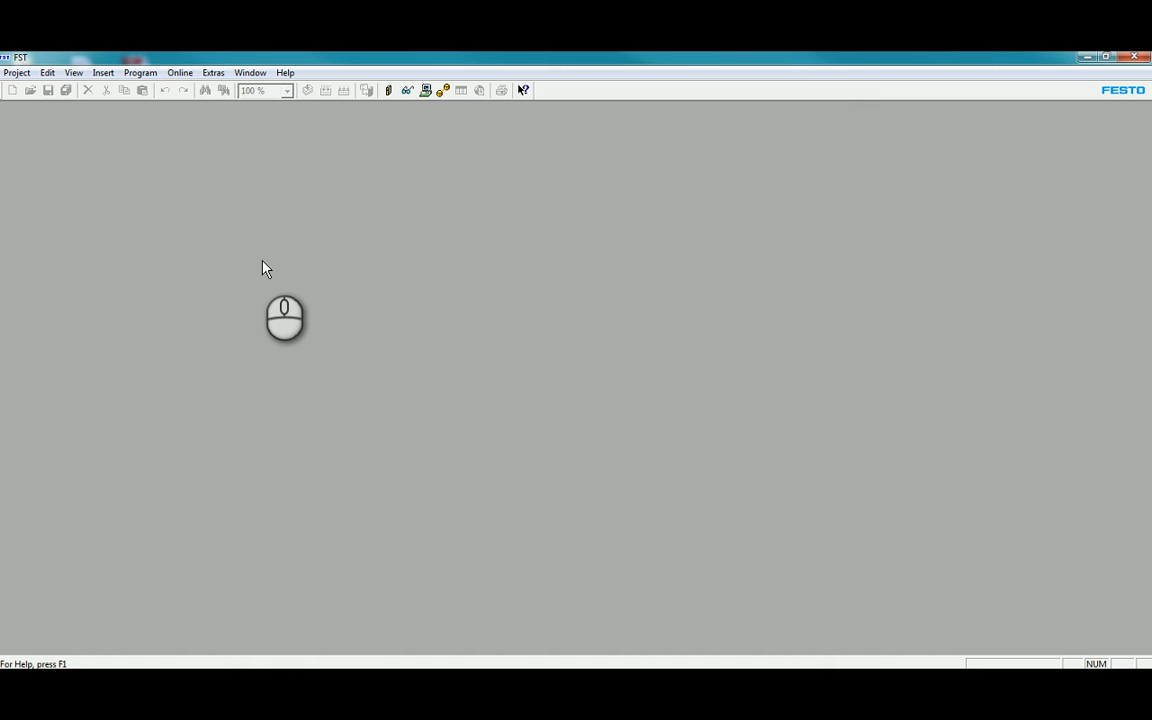 FST
Project Edit View Insert Program Online Extras Window Help
100 % FESTO
For Help, press F1 NUM